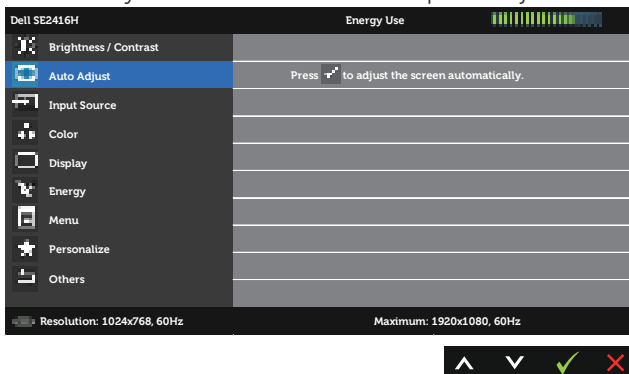 Dell SE2416H
Energy Use
Brightness / Contrast
Auto Adjust
Press to adjust the screen automatically.
Input Source
Color
Display
Energy
Menu
Personalize
Others
Resolution: 1024x768, 60Hz
Maximum: 1920x1080, 60Hz